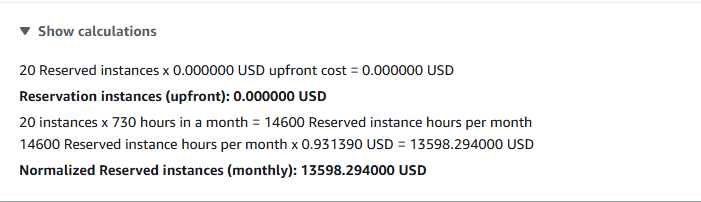 Show calculations
20 Reserved instances x 0.000000 USD upfront cost = 0.000000 USD
Reservation instances (upfront): 0.000000 USD
20 instances x 730 hours in a month = 14600 Reserved instance hours per month
14600 Reserved instance hours per month x 0.931390 USD = 13598.294000 USD
Normalized Reserved instances (monthly): 13598.294000 USD